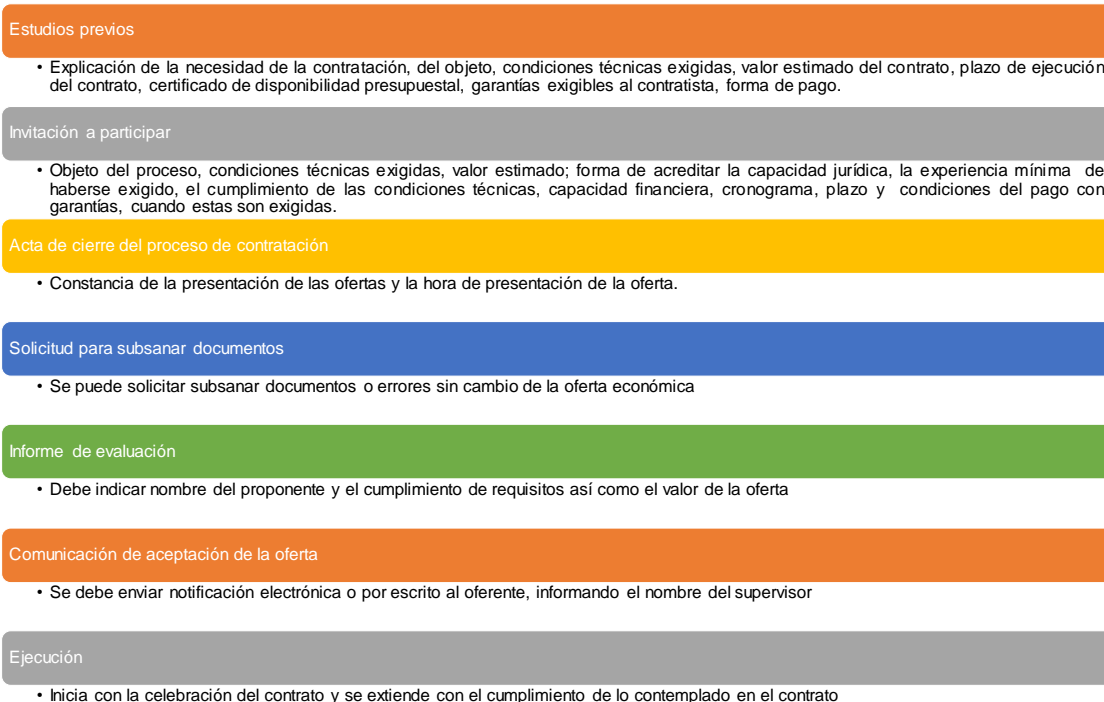 Estudios previos
• Explicación de la necesidad de la contratación, del objeto, condiciones técnicas exigidas, valor estimado del contrato, plazo de ejecución
del contrato, certificado de disponibilidad presupuestal, garantías exigibles al contratista, forma de pago.
Invitación a participar
• Objeto del proceso, condiciones técnicas exigidas, valor estimado; forma de acreditar la capacidad jurídica, la experiencia mínima de
haberse exigido, el cumplimiento de las condiciones técnicas, capacidad financiera, cronograma, plazo y condiciones del pago con
garantías, cuando estas son exigidas.
Acta de cierre del proceso de contratación
• Constancia de la presentación de las ofertas y la hora de presentación de la oferta.
Solicitud para subsanar documentos
• Se puede solicitar subsanar documentos o errores sin cambio de la oferta económica
Informe de evaluación
• Debe indicar nombre del proponente y el cumplimiento de requisitos así como el valor de la oferta
Comunicación de aceptación de la oferta
• Se debe enviar notificación electrónica o por escrito al oferente, informando el nombre del supervisor
Ejecución
• Inicia con la celebración del contrato y se extiende con el cumplimiento de lo contemplado en el contrato